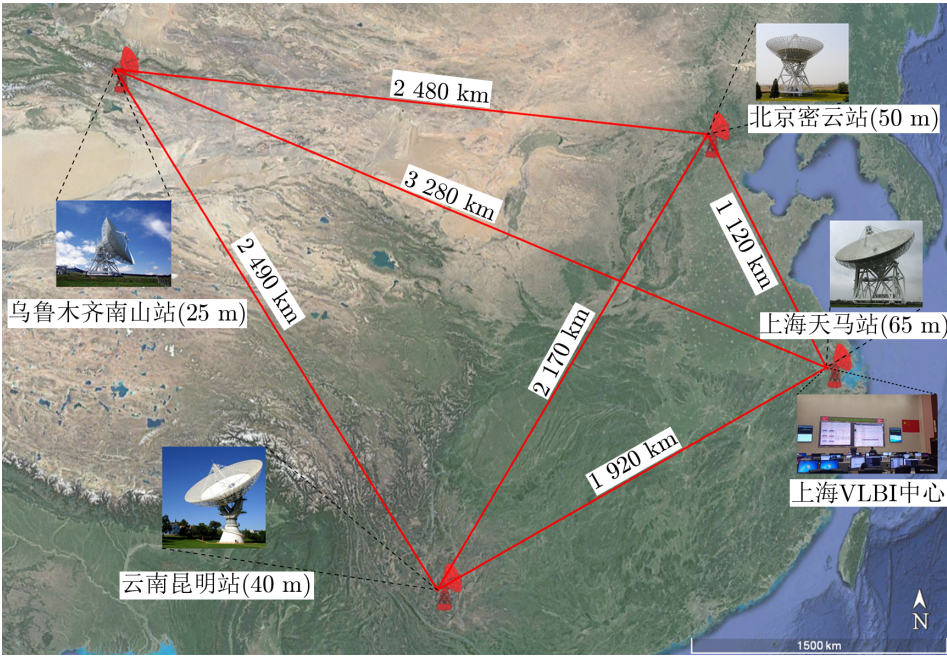 2 480 km
北京密云站(50 m)
3 280 km
1 120 km
2 490 km
乌鲁木齐南山站(25 m)
上海天马站(65 m)
2 170 km
1 920 km
上海VLBI中心
云南昆明站(40 m)
N
1500 km